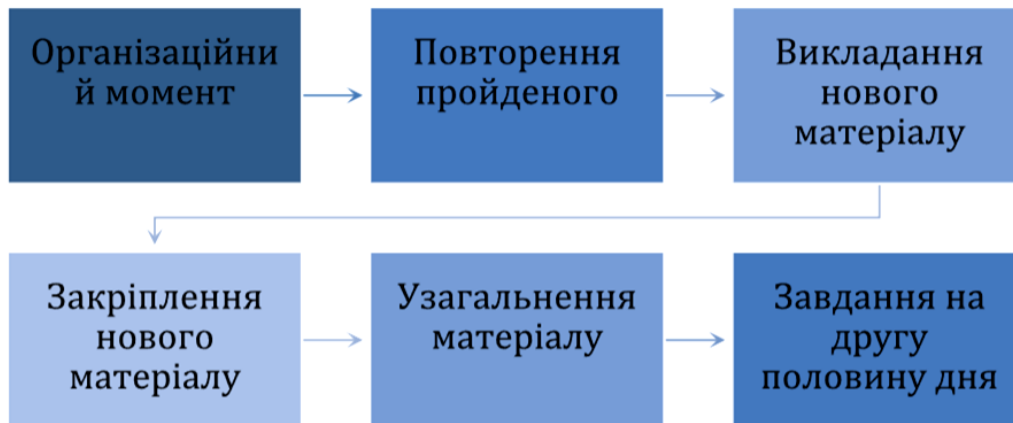 Організаційни
й момент
Повторення
пройденого
Викладання
нового
матеріалу
Закріплення
нового
матеріалу
Узагальнення
матеріалу
Завдання на
другу
половину дня